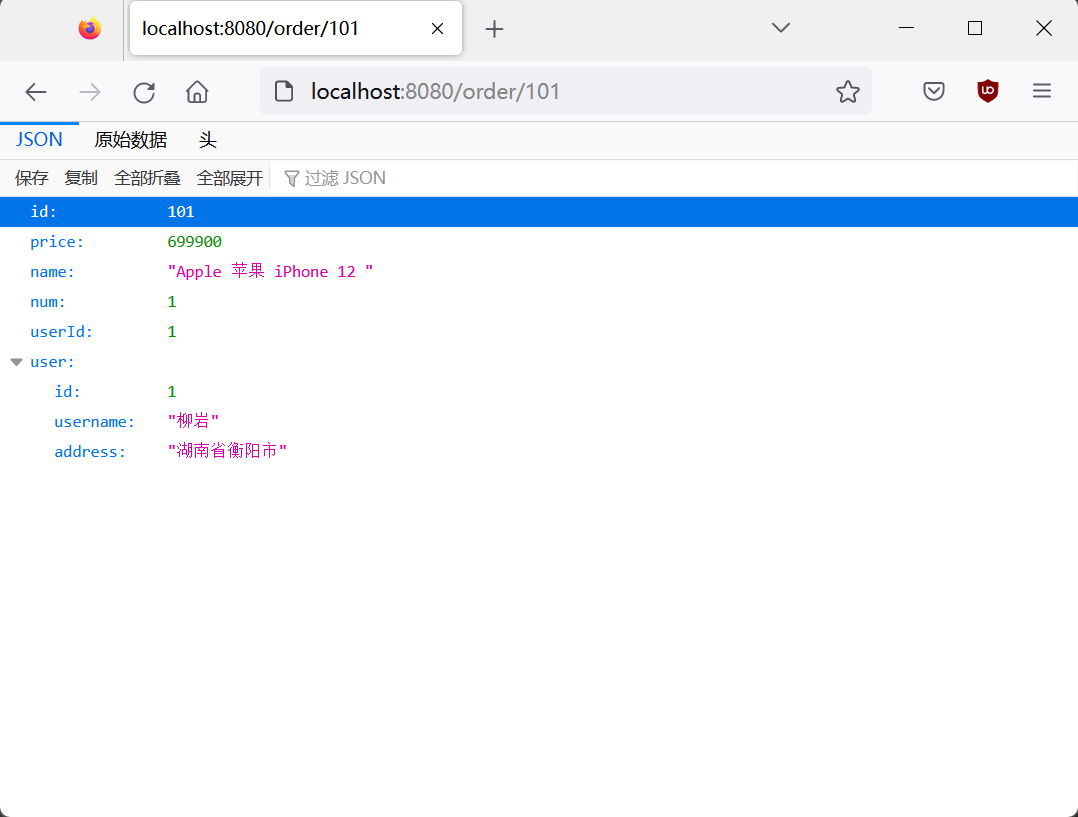 localhost:8080/order/101
localhost:8080/order/101
JSON 原始数据 头
保存 复制 全部折叠 全部展开 过滤 JSON
id: 101
price: 699900
name: "Apple 苹果 iPhone 12 "
num: 1
userId: 1
user:
id: 1
username: "柳岩"
address: "湖南省衡阳市"